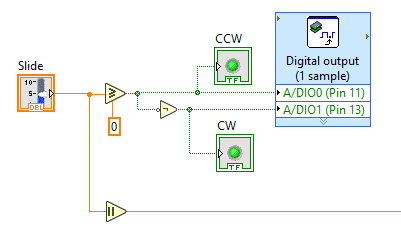 CCW
Slide
10-
5-
DBL
0
TF
Digital output
(1 sample)
A/DIO0 (Pin 11)
A/DIO1 (Pin 13)
CW
TF